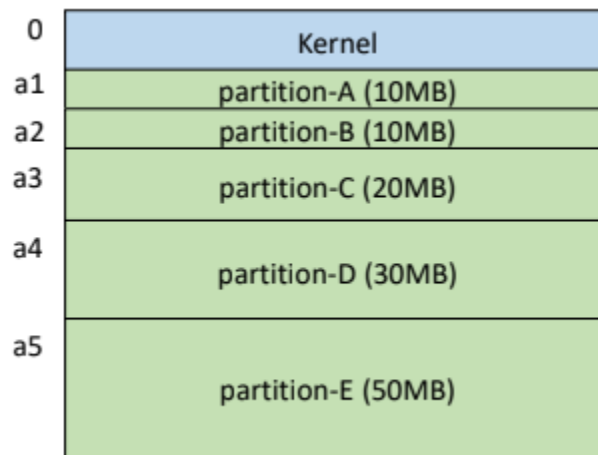 0
Kernel
a1
partition-A (10MB)
a2
partition-B (10MB)
a3
partition-C (20MB)
a4
partition-D (30MB)
a5
partition-E (50MB)